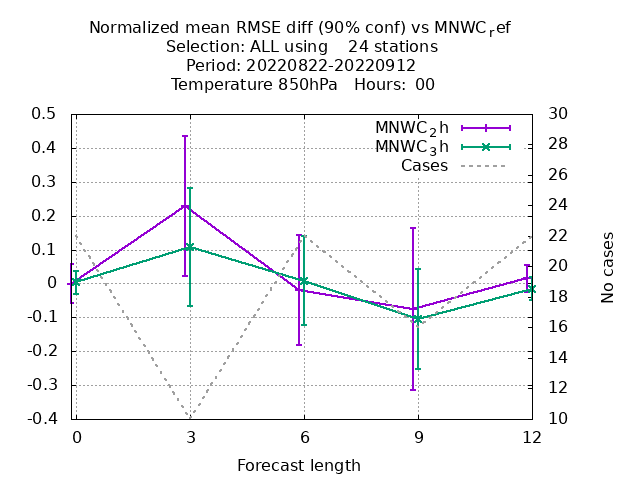 Normalized mean RMSE diff (90% conf) vs MNWCref
Selection: ALL using    24 stations
Period: 20220822-20220912
Temperature 850hPa   Hours: 00
MNWC2h
MNWC3h
Cases
0.5
0.4
0.3
0.2
0.1
0
-0.1
-0.2
-0.3
-0.4
30
28
26
24
22
20
18
16
14
12
10
No cases
0 3 6 9 12
Forecast length